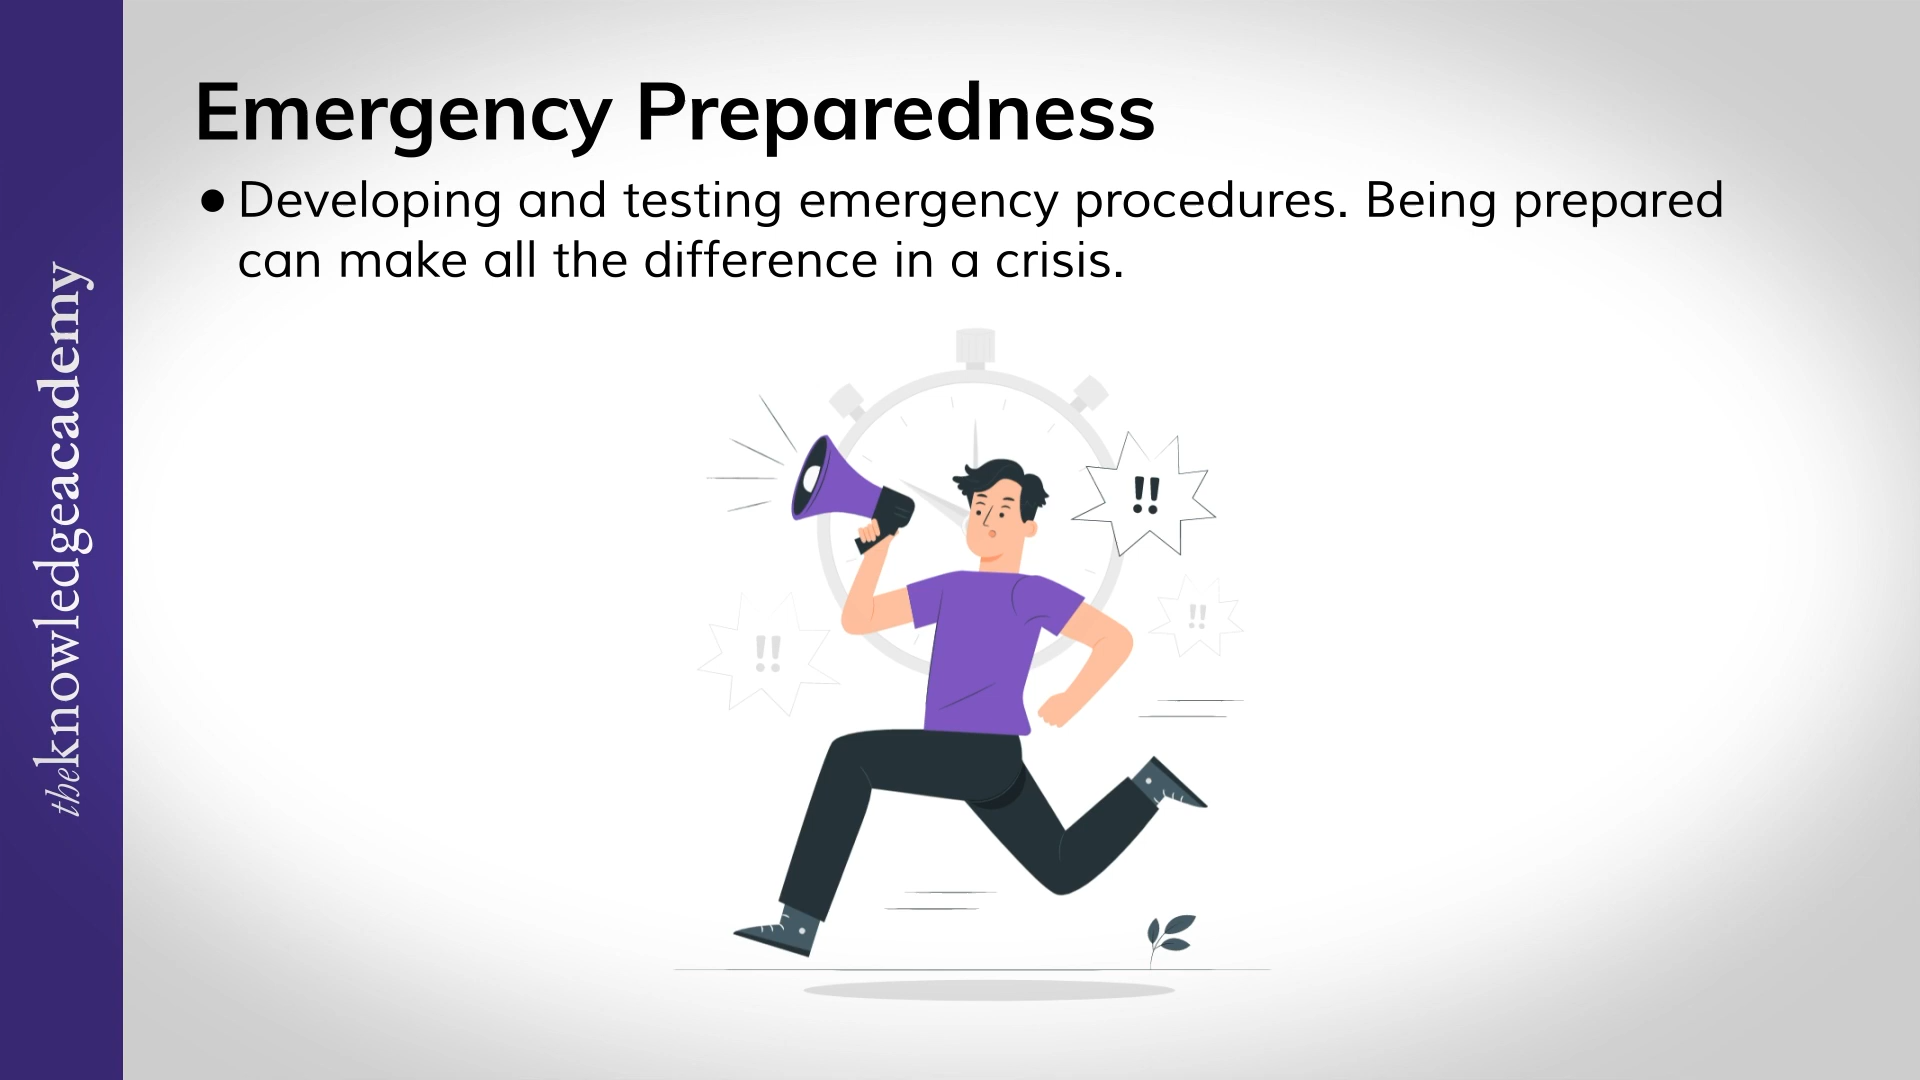 Emergency Preparedness
● Developing and testing emergency procedures. Being prepared
can make all the difference in a crisis.
!!
!!
!!
theknowledgeacademy